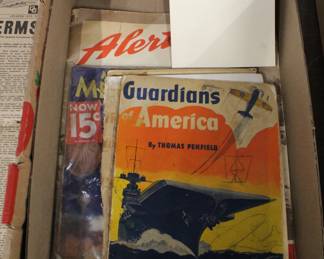 ERMS
Alert
M
NOW
15¢
Guardians
of America
By THOMAS PENFIELD